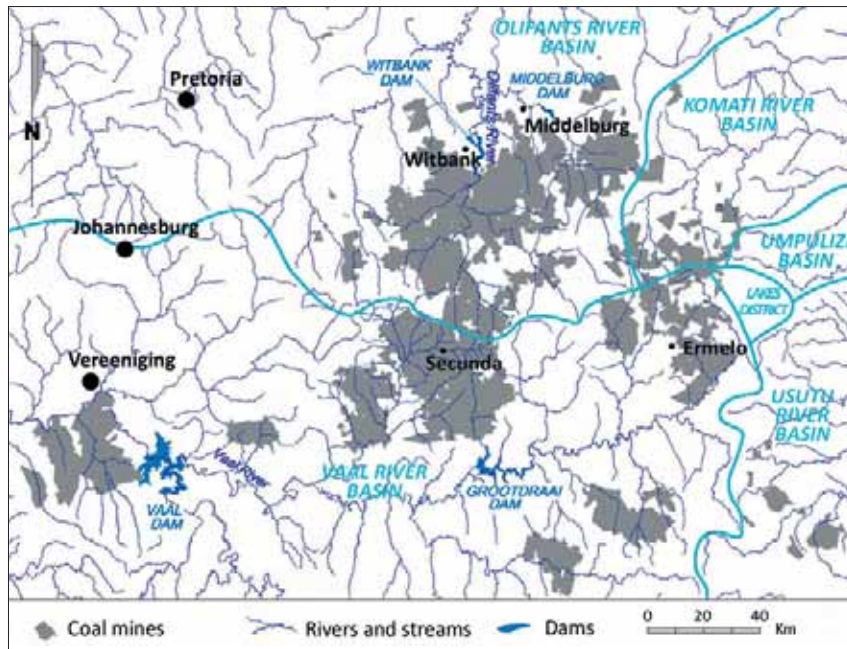 OLIFANTS RIVER
BASIN
WITBANK
DAM
Pretoria
Olifants River
MIDDELBURG
DAM
KOMATI RIVER
BASIN
N
Middelburg
Witbank
Johannesburg
UMPULIZI
BASIN
LAKES
DISTRICT
Vereeniging
Secunda
Ermelo
USUTU
RIVER
BASIN
Vaal River
VAAL RIVER
BASIN
GROOTDRAAI
DAM
VAAL
DAM
Coal mines
Rivers and streams
Dams
0 20 40
Km